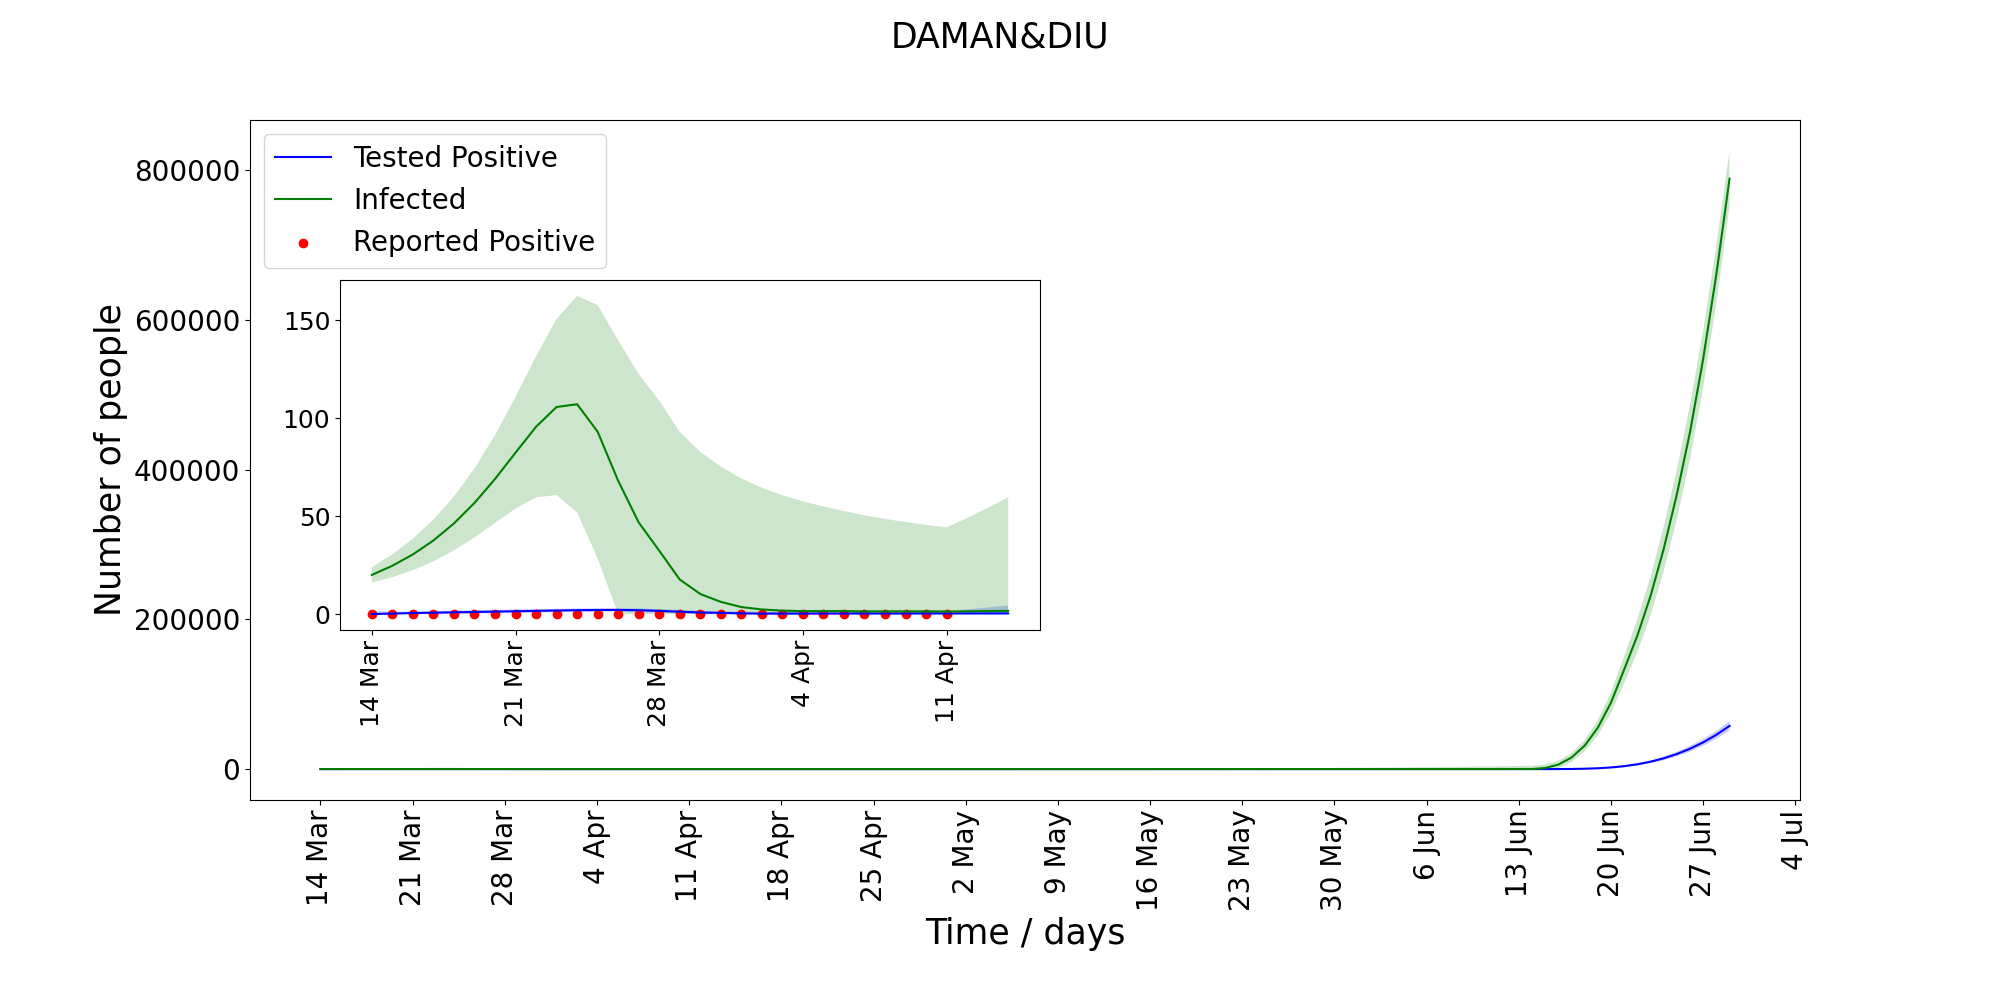 DAMAN&DIU
Tested Positive
Infected
Reported Positive
Number of people
800000
600000
400000
200000
0
150
100
50
0
14 Mar
21 Mar
28 Mar
4 Apr
11 Apr
14 Mar
21 Mar
28 Mar
4 Apr
11 Apr
18 Apr
25 Apr
2 May
9 May
16 May
23 May
30 May
6 Jun
13 Jun
20 Jun
27 Jun
4 Jul
Time / days